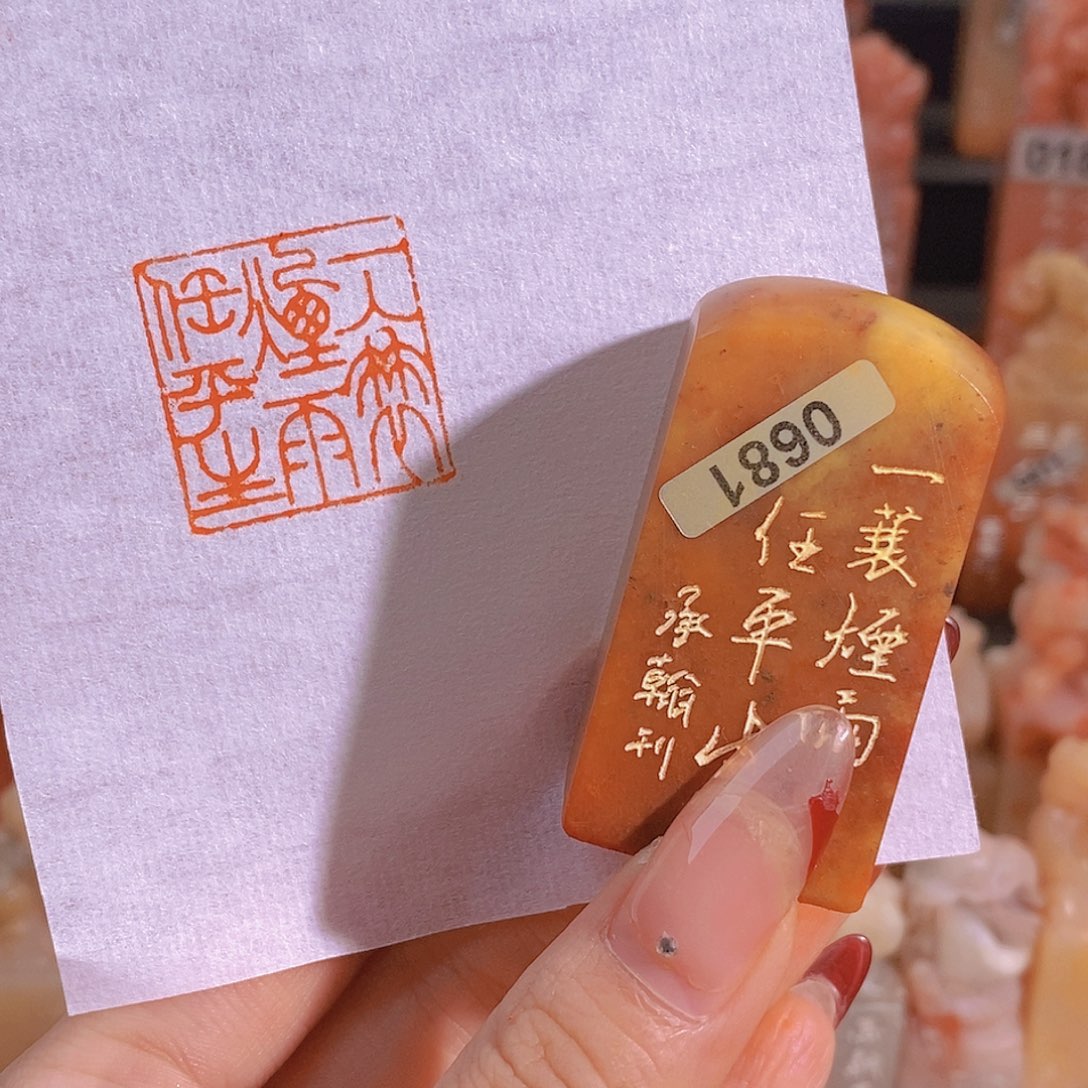 一蓑
煙雨
任平生
0681
一蓑煙雨
任平生
承翰刊